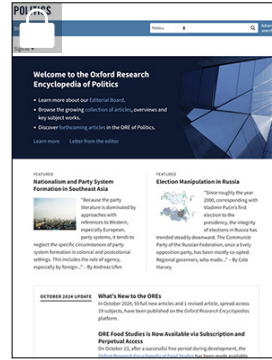 POLITICS
Politics
Sign in
Welcome to the Oxford Research
Encyclopedia of Politics
• Learn more about our Editorial Board.
• Browse the growing collection of articles, overviews and
key subject works.
• Discover forthcoming articles in the ORE of Politics.
Learn more Letter from the editor
FEATURED
Nationalism and Party System
Formation in Southeast Asia
"Because the party
literature is dominated by
approaches with
references to Western,
especially European,
party systems, it tends to
neglect the specific circumstances of party
system formation in colonial and postcolonial
settings. This includes the role of agency,
especially by foreign..." – By Andreas Ufen
FEATURED
Election Manipulation in Russia
"Since roughly the year
2000, corresponding with
Vladimir Putin's first
election to the
presidency, the integrity
of elections in Russia has
trended steadily downward. The Communist
Party of the Russian Federation, once a lively
opposition party, has been mostly co-opted.
Regional governors, who made..." – By Cole
Harvey
OCTOBER 2024 UPDATE
What's New to the OREs
In October 2024, 55 full new articles and 1 revised article, spread across
19 subjects, have been published on the Oxford Research Encyclopedias
platform.
ORE Food Studies is Now Available via Subscription and
Perpetual Access
On October 23, after a successful free period during development, the
Oxford Research Encyclopedia of Food Studies has been made available